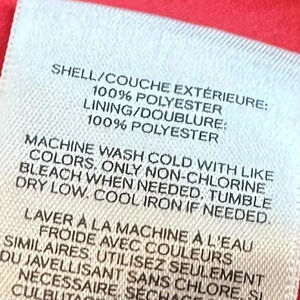 SHELL/COUCHE EXTÉRIEURE:
100% POLYESTER
LINING/DOUBLURE:
100% POLYESTER
MACHINE WASH COLD WITH LIKE
COLORS. ONLY NON-CHLORINE
BLEACH WHEN NEEDED. TUMBLE
DRY LOW. COOL IRON IF NEEDED.
LAVER À LA MACHINE À L'EAU
FROIDE AVEC COULEURS
SIMILAIRES. UTILISEZ SEULEMENT
DU JAVELLISANT SANS CHLORE, SI
NÉCESSAIRE. SÉCHAGE
CULBUTAGE